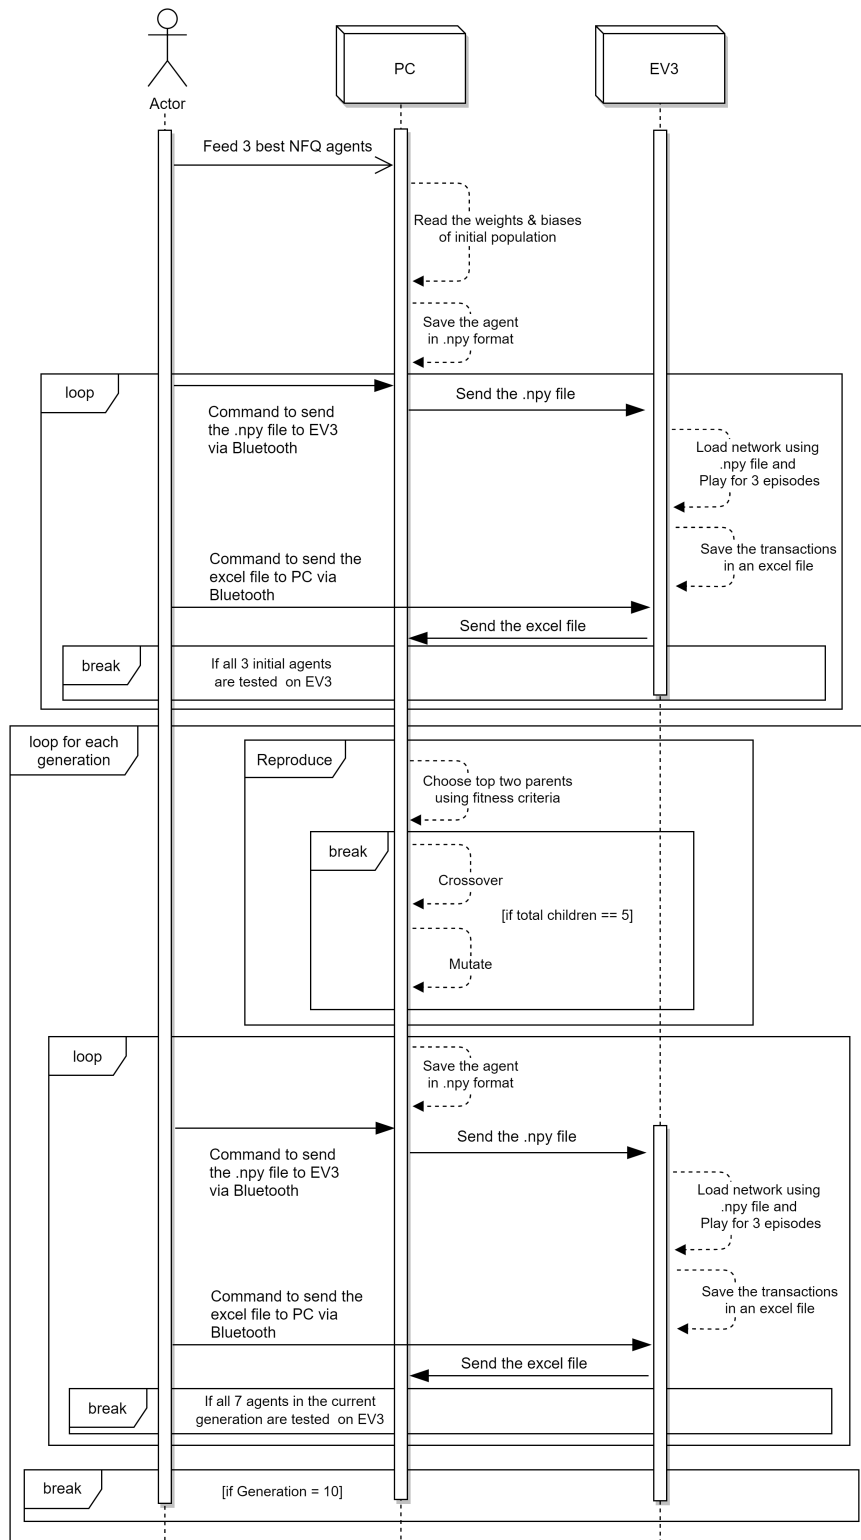 Actor
PC
EV3
Feed 3 best NFQ agents
Read the weights & biases
of initial population
Save the agent
in .npy format
loop
Command to send
the .npy file to EV3
via Bluetooth
Send the .npy file
Load network using
.npy file and
Play for 3 episodes
Save the transactions
in an excel file
Command to send the
excel file to PC via
Bluetooth
Send the excel file
break
If all 3 initial agents
are tested  on EV3
loop for each
generation
Reproduce
Choose top two parents
using fitness criteria
break
Crossover
[if total children == 5]
Mutate
loop
Save the agent
in .npy format
Command to send
the .npy file to EV3
via Bluetooth
Send the .npy file
Load network using
.npy file and
Play for 3 episodes
Save the transactions
in an excel file
Command to send the
excel file to PC via
Bluetooth
Send the excel file
break
If all 7 agents in the current
generation are tested  on EV3
break
[if Generation = 10]